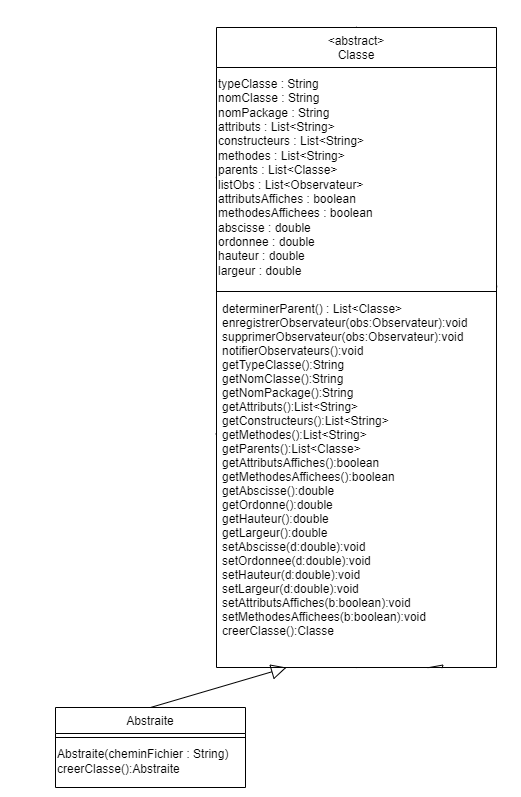 <abstract>
Classe
typeClasse : String
nomClasse : String
nomPackage : String
attributs : List<String>
constructeurs : List<String>
methodes : List<String>
parents : List<Classe>
listObs : List<Observateur>
attributsAffiches : boolean
methodesAffichees : boolean
abscisse : double
ordonnee : double
hauteur : double
largeur : double
determinerParent() : List<Classe>
enregistrerObservateur(obs:Observateur):void
supprimerObservateur(obs:Observateur):void
notifierObservateurs():void
getTypeClasse():String
getNomClasse():String
getNomPackage():String
getAttributs():List<String>
getConstructeurs():List<String>
getMethodes():List<String>
getParents():List<Classe>
getAttributsAffiches():boolean
getMethodesAffichees():boolean
getAbscisse():double
getOrdonne():double
getHauteur():double
getLargeur():double
setAbscisse(d:double):void
setOrdonnee(d:double):void
setHauteur(d:double):void
setLargeur(d:double):void
setAttributsAffiches(b:boolean):void
setMethodesAffichees(b:boolean):void
creerClasse():Classe
Abstraite
Abstraite(cheminFichier : String)
creerClasse():Abstraite